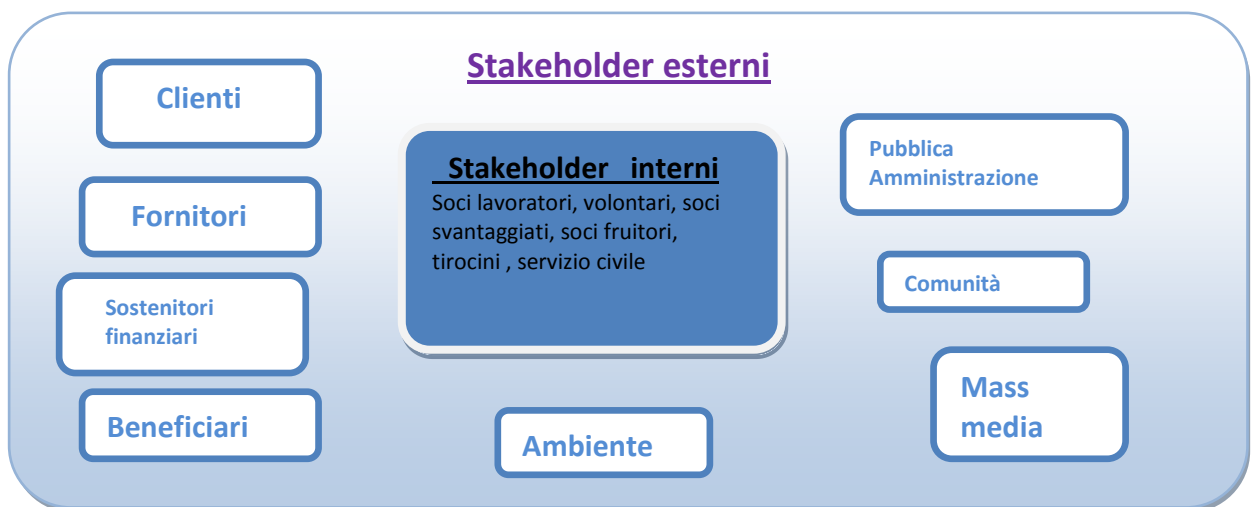 Stakeholder esterni
Clienti
Fornitori
Sostenitori
finanziari
Beneficiari
Stakeholder interni
Soci lavoratori, volontari, soci
svantaggiati, soci fruitori,
tirocini , servizio civile
Ambiente
Pubblica
Amministrazione
Comunità
Mass
media